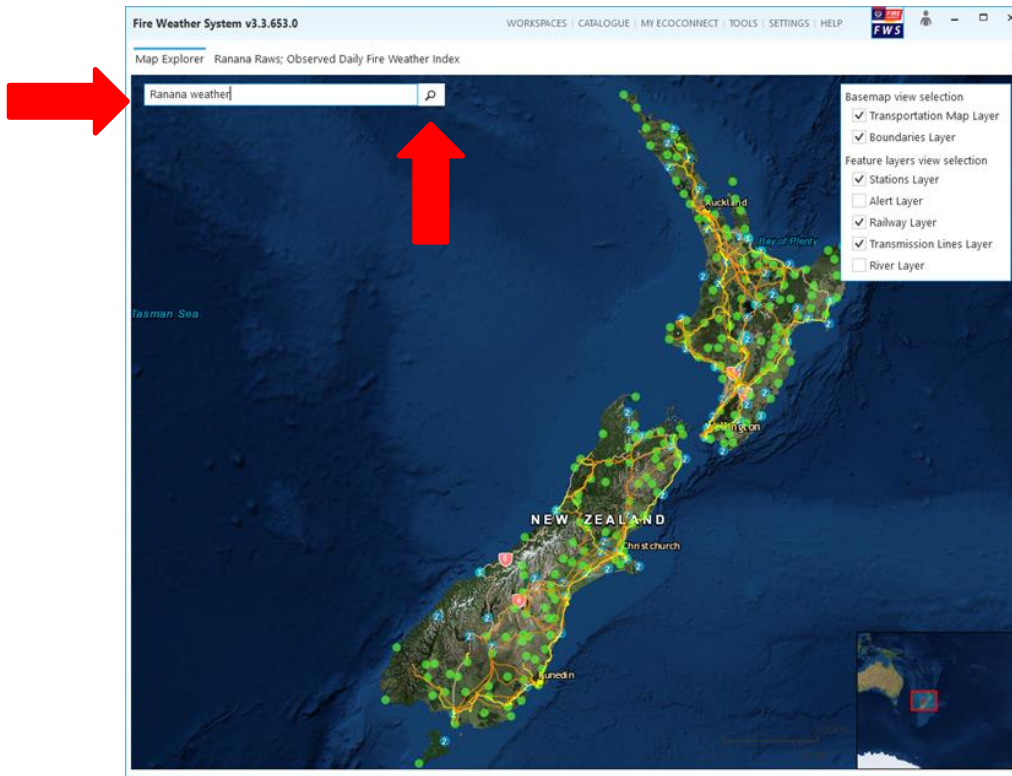 Fire Weather System v3.3.653.0
WORKSPACES | CATALOGUE | MY ECOCONNECT | TOOLS | SETTINGS | HELP
FIRE
FWS
Map Explorer Ranana Raws; Observed Daily Fire Weather Index
Ranana weather
Basemap view selection
Transportation Map Layer
Boundaries Layer
Feature layers view selection
Stations Layer
Alert Layer
Railway Layer
Transmission Lines Layer
River Layer
Auckland
Bay of Plenty
Tasman Sea
Wellington
NEW ZEALAND
Christchurch
Dunedin